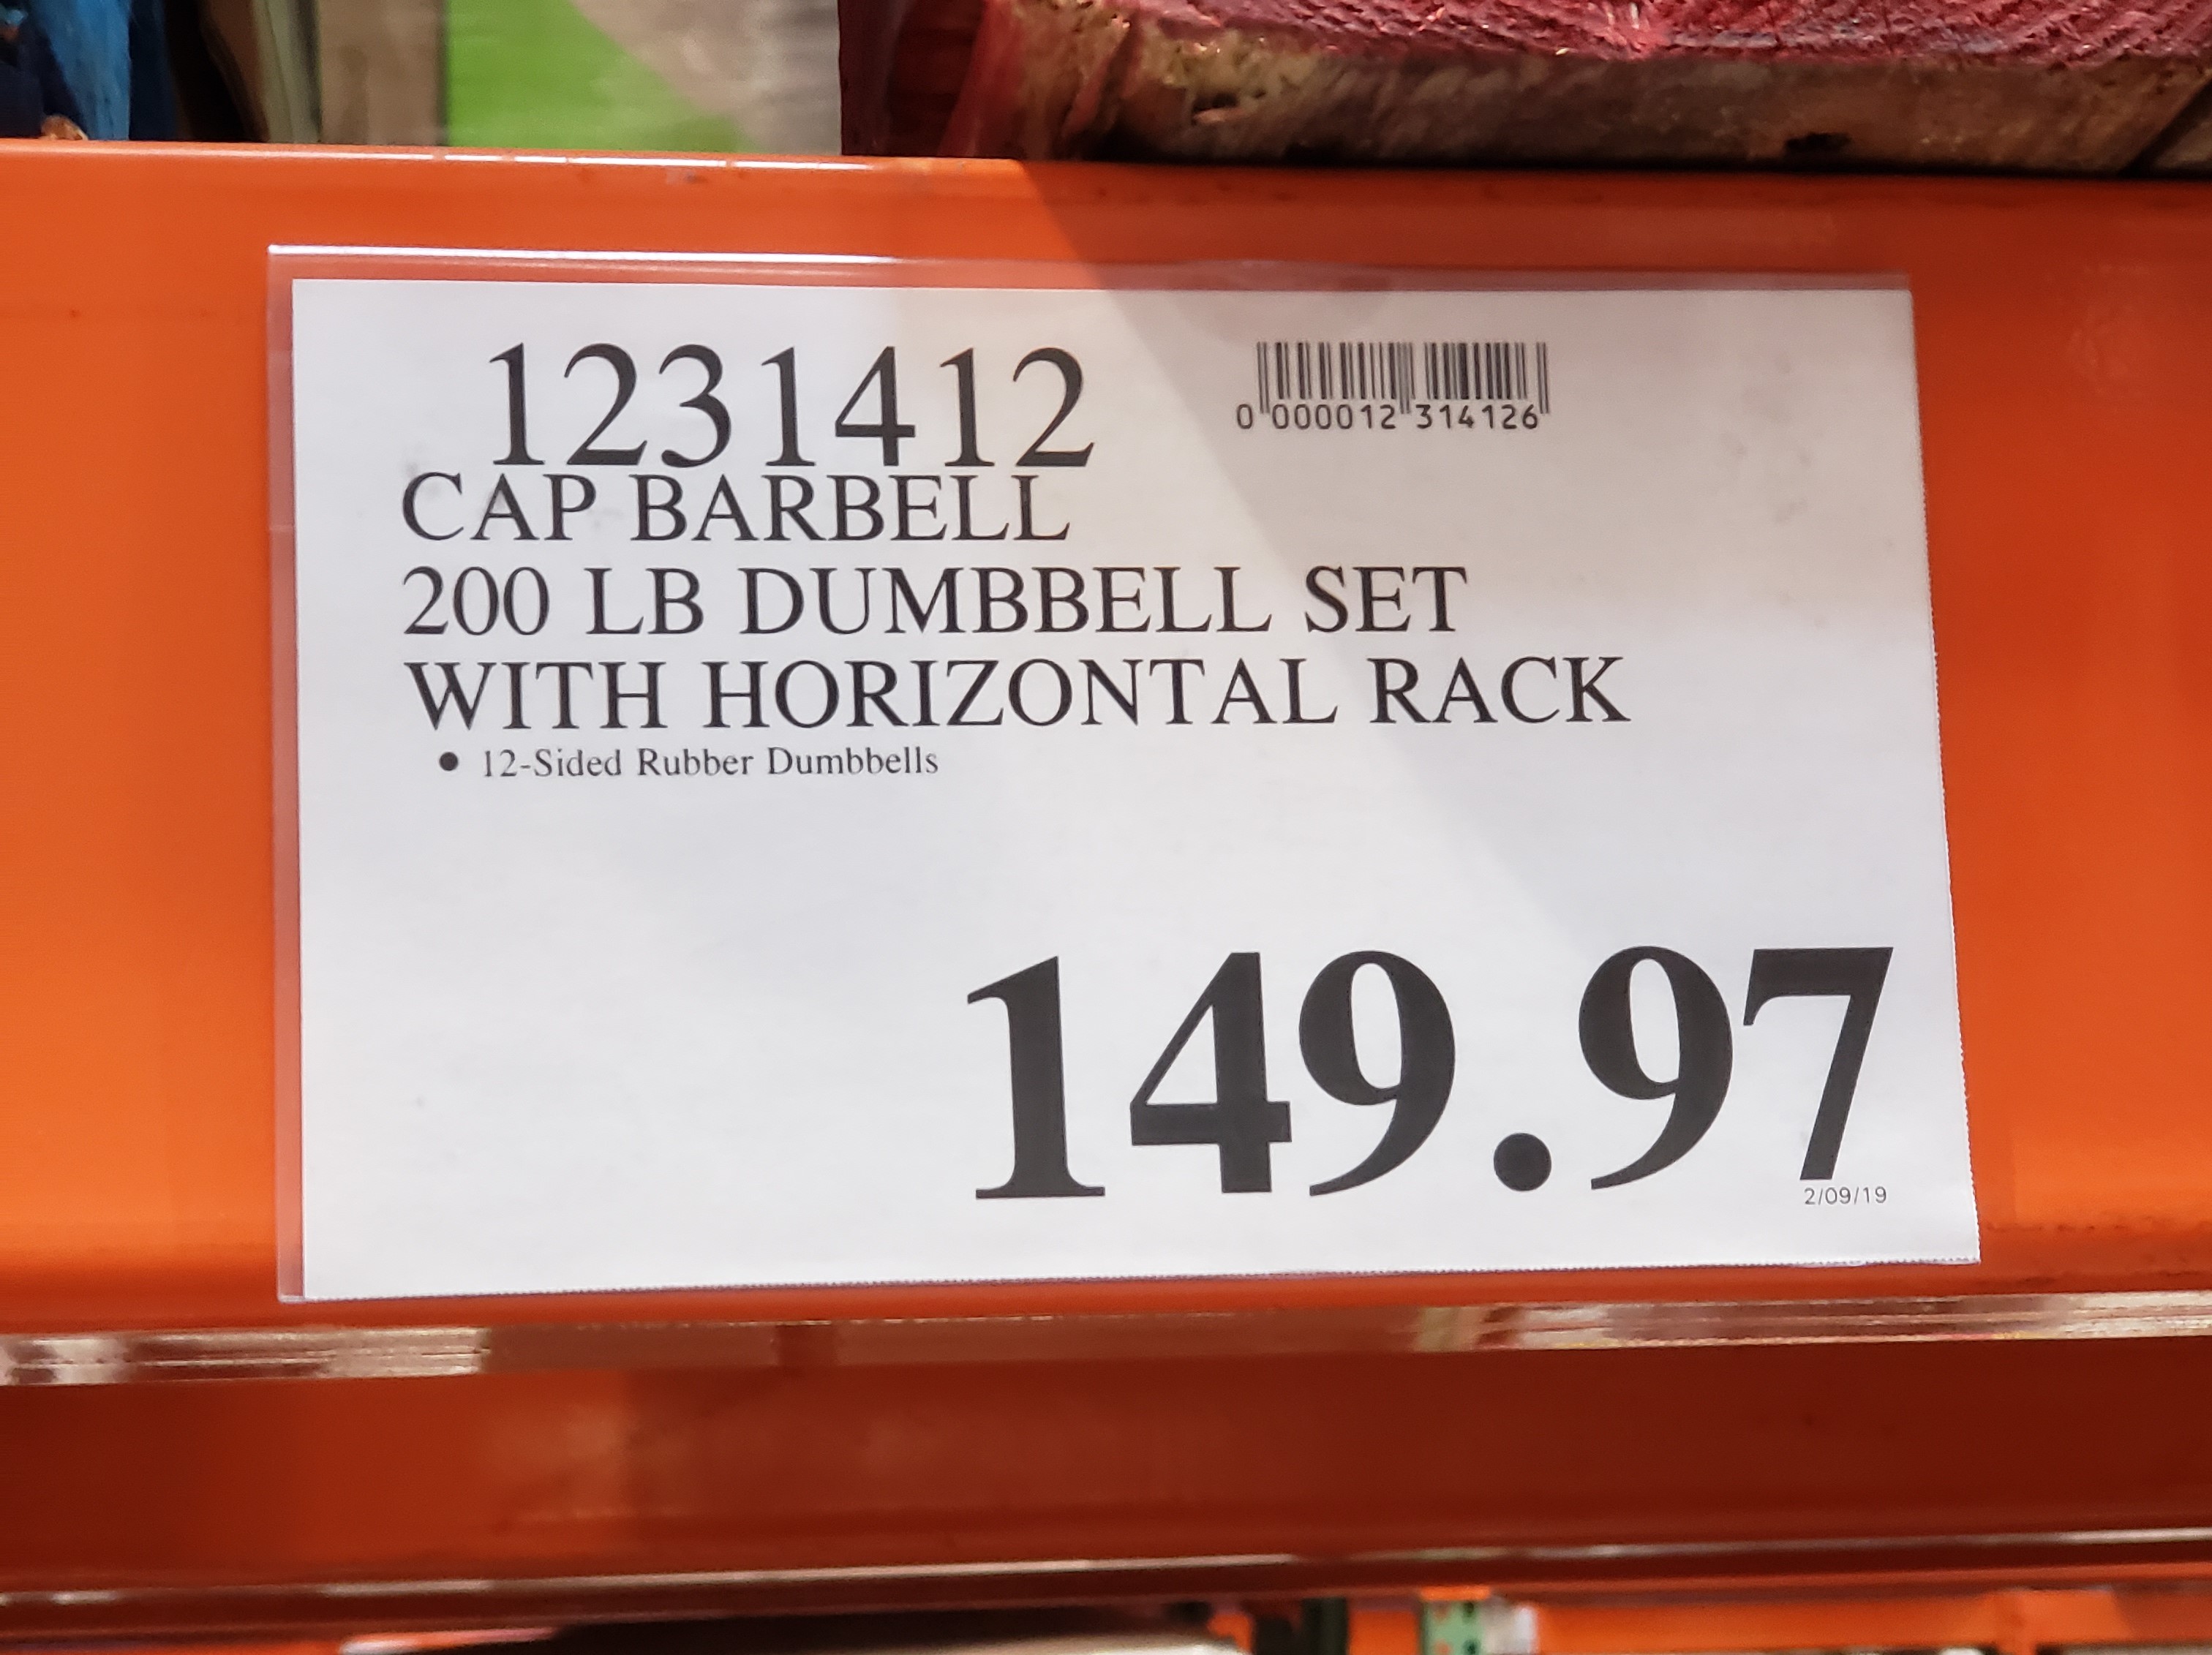 1231412
0 000012 314126
CAP BARBELL
200 LB DUMBBELL SET
WITH HORIZONTAL RACK
• 12-Sided Rubber Dumbbells
149.97
2/09/19